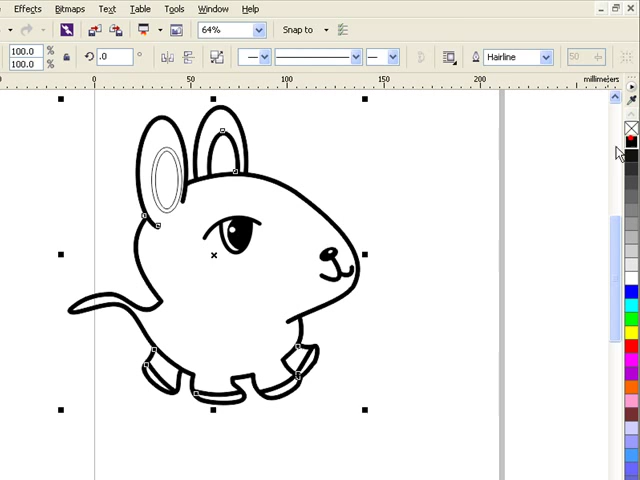 Effects Bitmaps Text Table Tools Window Help
64% Snap to
100.0 %
100.0 %
.0 °
Hairline
50
0 50 100 150 200 millimeters